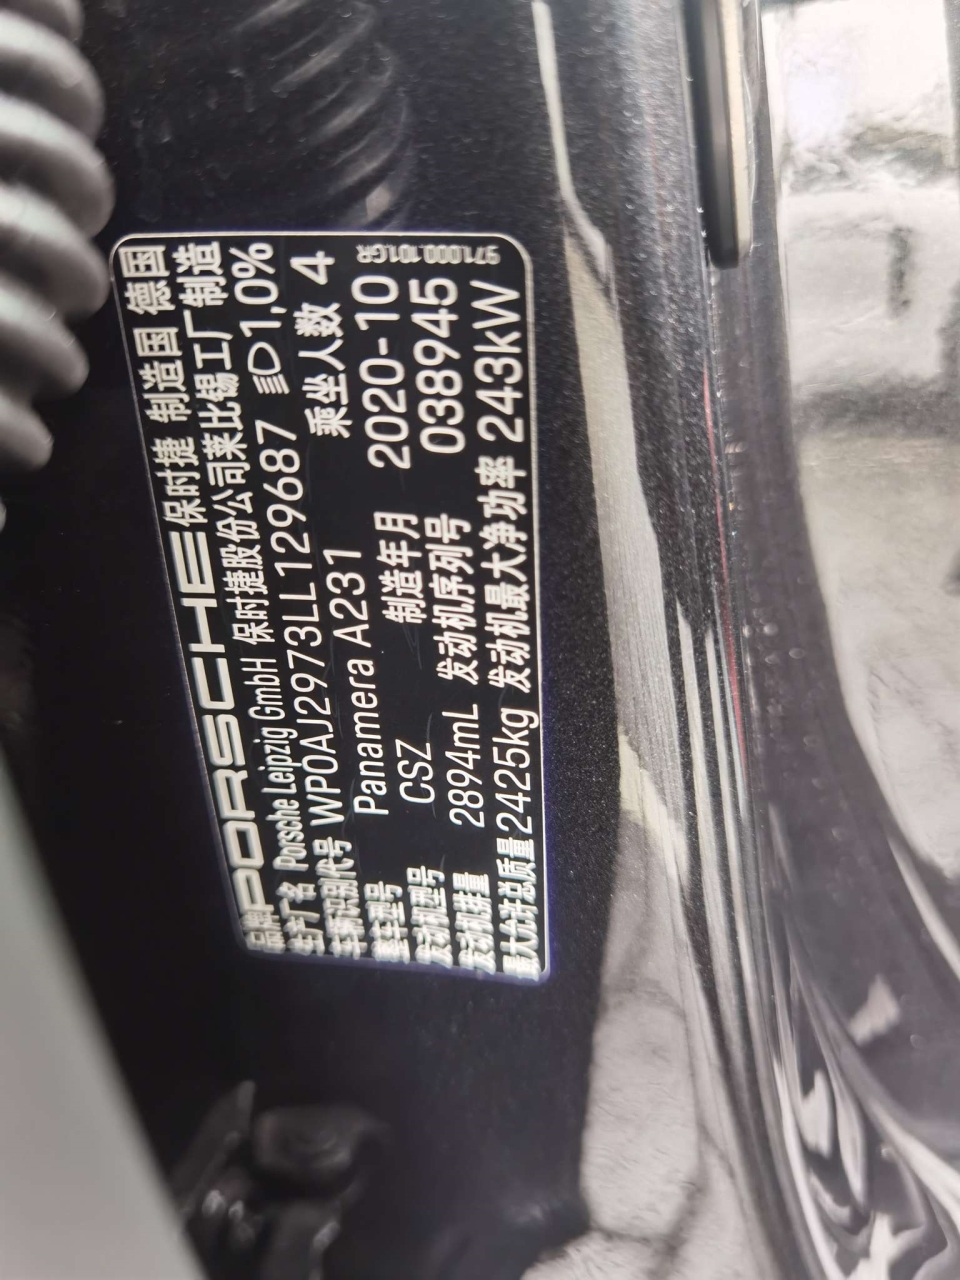 品牌 PORSCHE 保时捷 制造国 德国
生产厂名 Porsche Leipzig GmbH 保时捷股份公司莱比锡工厂制造
车辆识别代号 WP0AJ2973LL129687 1,0%
整车型号 Panamera A231 乘坐人数 4
发动机型号 CSZ 制造年月 2020-10
发动机排量 2894mL 发动机序列号 038945
最大允许总质量 2425kg 发动机最大净功率 243kW
971.000.101.GR